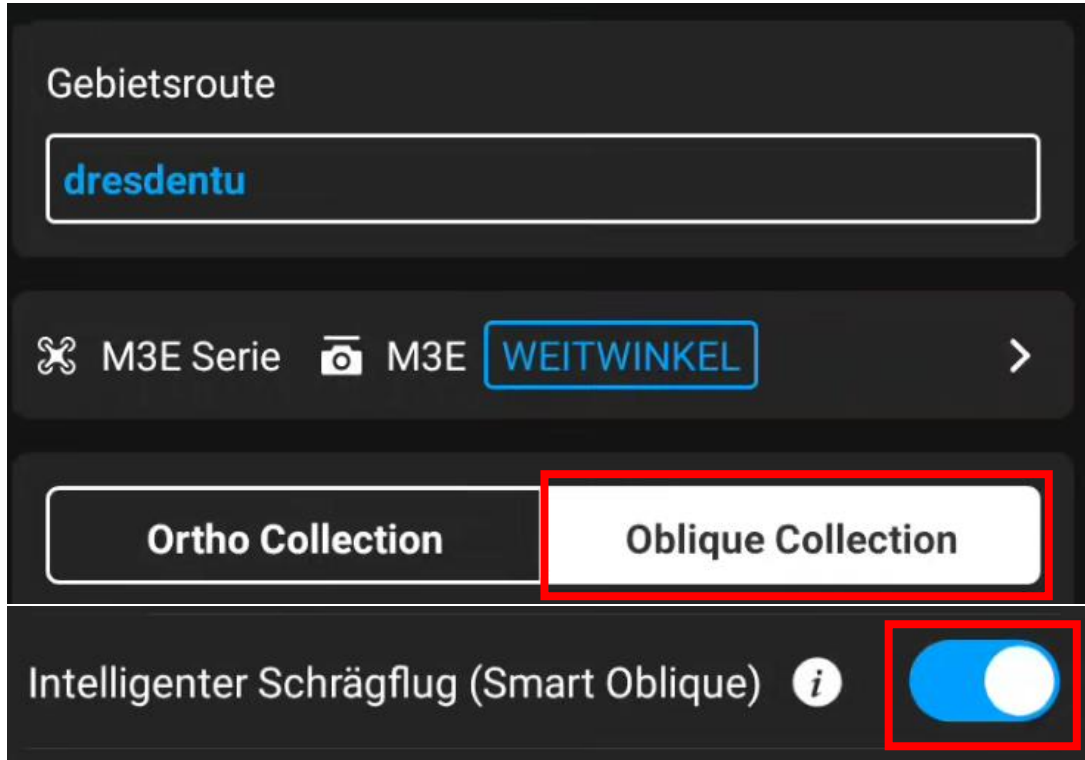 Gebietsroute
dresdentu
M3E Serie M3E WEITWINKEL
Ortho Collection Oblique Collection
Intelligenter Schrägflug (Smart Oblique) i